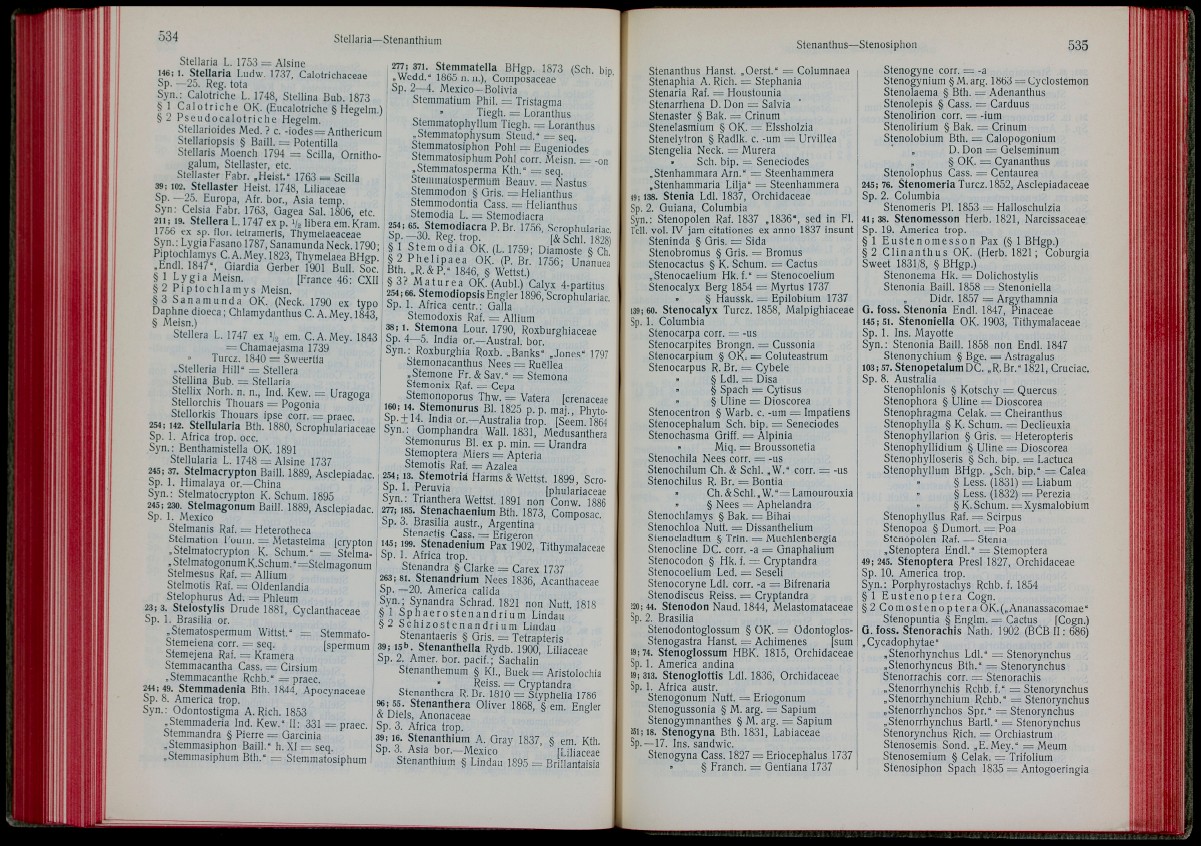 534
Stellaria—Stenanthium
Stellaria L. 1753 = Alsine
146; 1. Stellaria Ludw. 1737, Calotrichaceae
Sp. —25. Reg. tota
Syn.: Calotriche L. 1748, Stellina Bub. 1873
§ 1 Calotriche OK. (Eucalotriche § Hegelm.)
§ 2 Pseudocalotriche Hegelm.
Stellarioides Med. ? c. -iodes = Anthericum
Stellariopsis § Baill. = Potentilla
Stellaris Moench 1794 = Scilla, Ornitho-
galum, Stellaster, etc.
Stellaster Fabr. „Heist.“ 1763 = Scilla
39; 102. Stellaster Heist. 1748, Liliaceae
Sp. —25. Europa, Afr. bor., Asia temp.
Syn: Celsia Fabr. 1763, Gagea Sal. 1806, etc.
211; 19. Stellera L. 1747 ex p. ½ libera em. Kram.
1756 ex sp. flor. tetrameris, Thymelaeaceae
Syn.: Lygia Fasano 1787, Sanamunda Neck. 1790;
Piptochlamys C. A. Mey. 1823, Thymelaea BHgp.
„Endl. 1847“, Giardia Gerber 1901 Bull. Soc.
§ 1 Lygia Meisn. [France 46: CXII
§ 2 Piptochlamys Meisn.
§ 3 Sanamunda OK. (Neck. 1790 ex typo
Daphne dioeca; Chlamydanthus C. A. Mey. 1843,
§ Meisn.)
Stellera L. 1747 ex ½ em. C. A. Mey. 1843
= Chamaejasma 1739
„ Turcz. 1840 = Sweertia
„Stelleria Hill“ = Stellera
Stellina Bub. = Stellaria
Stellix Norh. n. n., Ind. Kew. = Uragoga
Stellorchis Thouars = Pogonia
Stellorkis Thouars ipse corr. = praec.
254; 142. Stellularia Bth. 1880, Scrophulariaceae
Sp. 1. Africa trop. occ.
Syn.: Benthamistella OK. 1891
Stellularia L. 1748 = Alsine 1737
245; 37. Stelmacrypton Baill. 1889, Asclepiadac.
Sp. 1. Himalaya or.—China
Syn.: Stelmatocrypton K. Schum. 1895
245; 230. Stelmagonum Baill. 1889, Asclepiadac.
Sp. 1. Mexico
Stelmanis Raf. = Heterotheca
Stelmation Fourn. = Metastelma [crypton
„Stelmatocrypton K. Schum.“ = Stelma-
„Stelmatogonum K. Schum.“ = Stelmagonum
Stelmesus Raf. = Allium
Stelmotis Raf. = Oldenlandia
Stelophurus Ad. = Phleum
23; 3. Stelostylis Drude 1881, Cyclanthaceae
Sp. 1. Brasilia or.
„Stematospermum Wittst.“ = Stemmato-
Stemeiena corr. = seq. [spermum
Stemejena Raf. = Kramera
Stemmacantha Cass. = Cirsium
„Stemmacanthe Rchb.“ = praec.
244; 49. Stemmadenia Bth. 1844, Apocynaceae
Sp. 8. America trop.
Syn.: Odontostigma A. Rich. 1853
„Stemmaderia Ind. Kew.“ II: 331 = praec.
Stemmandra § Pierre = Garcinia
„Stemmasiphon Baill.“ h. XI = seq.
„Stemmasiphum Bth.“ = Stemmatosiphum
277; 371. Stemmatella BHgp. 1873 (Sch. bip.
„Wedd.“ 1865 n. n.), Composaceae
Sp. 2—4. Mexico—Bolivia
Stemmatium Phil. = Tristagma
„ Tiegh. = Loranthus
Stemmatophyllum Tiegh. = Loranthus
„Stemmatophysum Steud.“ = seq.
Stemmatosiphon Pohl = Eugeniodes
Stemmatosiphum Pohl corr. Meisn. = -on
„Stemmatosperma Kth.“ = seq.
Stemmatospermum Beauv. = Nastus
Stemmodon § Gris. = Helianthus
Stemmodontia Cass. = Helianthus
Stemodia L. = Stemodiacra
254; 65. Stemodiacra P. Br. 1756, Scrophulariac.
Sp. —30. Reg. trop. [& Schl. 1828)
§ 1 Stemodia OK. (L. 1759; Diamoste § Ch.
§ 2 Phelipaea OK. (P. Br. 1756; Unanuea
Bth. „R. & P.“ 1846, § Wettst.)
§ 3? Maturea OK. (Aubl.) Calyx 4-partitus
254; 66. Stemodiopsis Engler 1896, Scrophulariac.
Sp. 1. Africa centr.: Galla
Stemodoxis Raf. = Allium
38; 1. Stemona Lour. 1790, Roxburghiaceae
Sp. 4—5. India or.—Austral. bor.
Syn.: Roxburghia Roxb. „Banks“ „Jones“ 1797
Stemonacanthus Nees = Ruëllea
„Stemone Fr. & Sav.“ = Stemona
Stemonix Raf. = Cepa
Stemonoporus Thw. = Vatera [crenaceae
160; 14. Stemonurus Bl. 1825 p. p. maj., Phyto-
Sp. ± 14. India or.—Australia trop. [Seem. 1864
Syn.: Gomphandra Wall. 1831, Medusanthera
Stemonurus Bl. ex p. min. = Urandra
Stemoptera Miers = Apteria
Stemotis Raf. = Azalea
254; 13. Stemotria Harms & Wettst. 1899, Scro-
Sp. 1. Peruvia [phulariaceae
Syn.: Trianthera Wettst. 1891 non Conw. 1886
277; 185. Stenachaenium Bth. 1873, Composac.
Sp. 3. Brasilia austr., Argentina
Stenactis Cass. = Erigeron
145; 199. Stenadenium Pax 1902, Tithymalaceae
Sp. 1. Africa trop.
Stenandra § Clarke = Carex 1737
263; 81. Stenandrium Nees 1836, Acanthaceae
Sp. —20. America calida
Syn.; Synandra Schrad. 1821 non Nutt. 1818
§ 1 Sphaerostenandrium Lindau
§ 2 Schizostenandrium Lindau
Stenantaeris § Gris. = Tetrapteris
39; 15b. Stenanthella Rydb. 1900, Liliaceae
Sp. 2. Amer. bor. pacif.; Sachalin
Stenanthemum § Kl., Buek = Aristolochia
„ Reiss. = Cryptandra
Stenanthera R. Br. 1810 = Styphelia 1786
96; 55. Stenanthera Oliver 1868, § em. Engler
& Diels, Anonaceae
Sp. 3. Africa trop.
39; 16. Stenanthium A. Gray 1837, § em. Kth.
Sp. 3. Asia bor.—Mexico [Liliaceae
Stenanthium § Lindau 1895 = Brillantaisia
Stenanthus—Stenosiphon
535
Stenanthus Hanst. „Oerst.“ = Columnaea
Stenaphia A. Rich. = Stephania
Stenaria Raf. = Houstounia
Stenarrhena D. Don = Salvia
Stenaster § Bak. = Crinum
Stenelasmium § OK. = Elssholzia
Stenelytron § Radlk. c. -um = Urvillea
Stengelia Neck. = Murera
„ Sch. bip. = Seneciodes
„Stenhammara Arn.“ = Steenhammera
„Stenhammaria Lilja“ = Steenhammera
19; 138. Stenia Ldl. 1837, Orchidaceae
Sp. 2. Guiana, Columbia
Syn.: Stenopolen Raf. 1837 „1836“, sed in Fl.
Tell. vol. IV jam citationes ex anno 1837 insunt
Steninda § Gris. = Sida
Stenobromus § Gris. = Bromus
Stenocactus § K. Schum. = Cactus
„Stenocaelium Hk. f.“ = Stenocoelium
Stenocalyx Berg 1854 = Myrtus 1737
„ § Haussk. = Epilobium 1737
139; 60. Stenocalyx Turcz. 1858, Malpighiaceae
Sp. 1. Columbia
Stenocarpa corr. = -us
Stenocarpites Brongn. = Cussonia
Stenocarpium § OK. = Coluteastrum
Stenocarpus R. Br. = Cybele
„ § Ldl. = Disa
„ § Spach = Cytisus
„ § Uline = Dioscorea
Stenocentron § Warb. c. -um = Impatiens
Stenocephalum Sch. bip. = Seneciodes
Stenochasma Griff. = Alpinia
„ Miq. = Broussonetia
Stenochila Nees corr. = -us
Stenochilum Ch. & Schl. „W.“ corr. = -us
Stenochilus R. Br. = Bontia
„ Ch. & Schl. „W.“ = Lamourouxia
„ § Nees = Aphelandra
Stenochlamys § Bak. = Bihai
Stenochloa Nutt. = Dissanthelium
Stenocladium § Trin. = Muehlenbergia
Stenocline DC. corr. -a = Gnaphalium
Stenocodon § Hk. f. = Cryptandra
Stenocoelium Led. = Seseli
Stenocoryne Ldl. corr. -a = Bifrenaria
Stenodiscus Reiss. = Cryptandra
220; 44. Stenodon Naud. 1844, Melastomataceae
Sp. 2. Brasilia
Stenodontoglossum § OK. = Odontoglos-
Stenogastra Hanst. = Achimenes [sum
19; 74. Stenoglossum HBK. 1815, Orchidaceae
Sp. 1. America andina
19; 313. Stenoglottis Ldl. 1836, Orchidaceae
Sp. 1. Africa austr.
Stenogonum Nutt. = Eriogonum
Stenogussonia § M. arg. = Sapium
Stenogymnanthes § M. arg. = Sapium
251; 18. Stenogyna Bth. 1831, Labiaceae
Sp.—17. Ins. sandwic.
Stenogyna Cass. 1827 = Eriocephalus 1737
„ § Franch. = Gentiana 1737
Stenogyne corr. = -a
Stenogynium § M. arg. 1863 = Cyclostemon
Stenolaema § Bth. = Adenanthus
Stenolepis § Cass. = Carduus
Stenolirion corr. = -ium
Stenolirium § Bak. = Crinum
Stenolobium Bth. = Calopogonium
„ D. Don = Gelseminum
„ § OK. = Cyananthus
Stenolophus Cass. = Centaurea
245; 76. Stenomeria Turcz. 1852, Asclepiadaceae
Sp. 2. Columbia
Stenomeris Pl. 1853 = Halloschulzia
41; 38. Stenomesson Herb. 1821, Narcissaceae
Sp. 19. America trop.
§ 1 Eustenomesson Pax (§ 1 BHgp.)
§ 2 Clinanthus OK. (Herb. 1821; Coburgia
Sweet 1831/8, § BHgp.)
Stenonema Hk. = Dolichostylis
Stenonia Baill. 1858 = Stenoniella
„ Didr. 1857 = Argythamnia
G. foss. Stenonia Endl. 1847, Pinaceae
145; 51. Stenoniella OK. 1903, Tithymalaceae
Sp. 1. Ins. Mayotte
Syn.: Stenonia Baill. 1858 non Endl. 1847
Stenonychium § Bge. = Astragalus
103; 57. Stenopetalum DC. „R. Br.“ 1821, Cruciac.
Sp. 8. Australia
Stenophlonis § Kotschy = Quercus
Stenophora § Uline = Dioscorea
Stenophragma Celak. = Cheiranthus
Stenophylla § K. Schum. = Declieuxia
Stenophyllarion § Gris. = Heteropteris
Stenophyllidium § Uline = Dioscorea
Stenophylloseris § Sch. bip. = Lactuca
Stenophyllum BHgp. „Sch. bip.“ = Calea
„ § Less. (1831) = Liabum
„ § Less. (1832) = Perezia
„ § K. Schum. = Xysmalobium
Stenophyllus Raf. = Scirpus
Stenopoa § Dumort. = Poa
Stenopolen Raf. = Stenia
„Stenoptera Endl.“ = Stemoptera
49; 245. Stenoptera Presl 1827, Orchidaceae
Sp. 10. America trop.
Syn.: Porphyrostachys Rchb. f. 1854
§ 1 Eustenoptera Cogn.
§ 2 Comostenoptera OK. („Ananassacomae“
Stenopuntia § Englm. = Cactus [Cogn.)
G. foss. Stenorachis Nath. 1902 (BCB II: 686)
„Cycadophytae“
„Stenorhynchus Ldl.“ = Stenorynchus
„Stenorhyncus Bth.“ = Stenorynchus
Stenorrachis corr. = Stenorachis
„Stenorrhynchis Rchb. f.“ = Stenorynchus
„Stenorrhynchium Rchb.“ = Stenorynchus
„Stenorrhynchos Spr.“ = Stenorynchus
„Stenorrhynchus Bartl.“ = Stenorynchus
Stenorynchus Rich. = Orchiastrum
Stenosemis Sond. „E. Mey.“ = Meum
Stenosemium § Celak. = Trifolium
Stenosiphon Spach 1835 = Antogoeringia